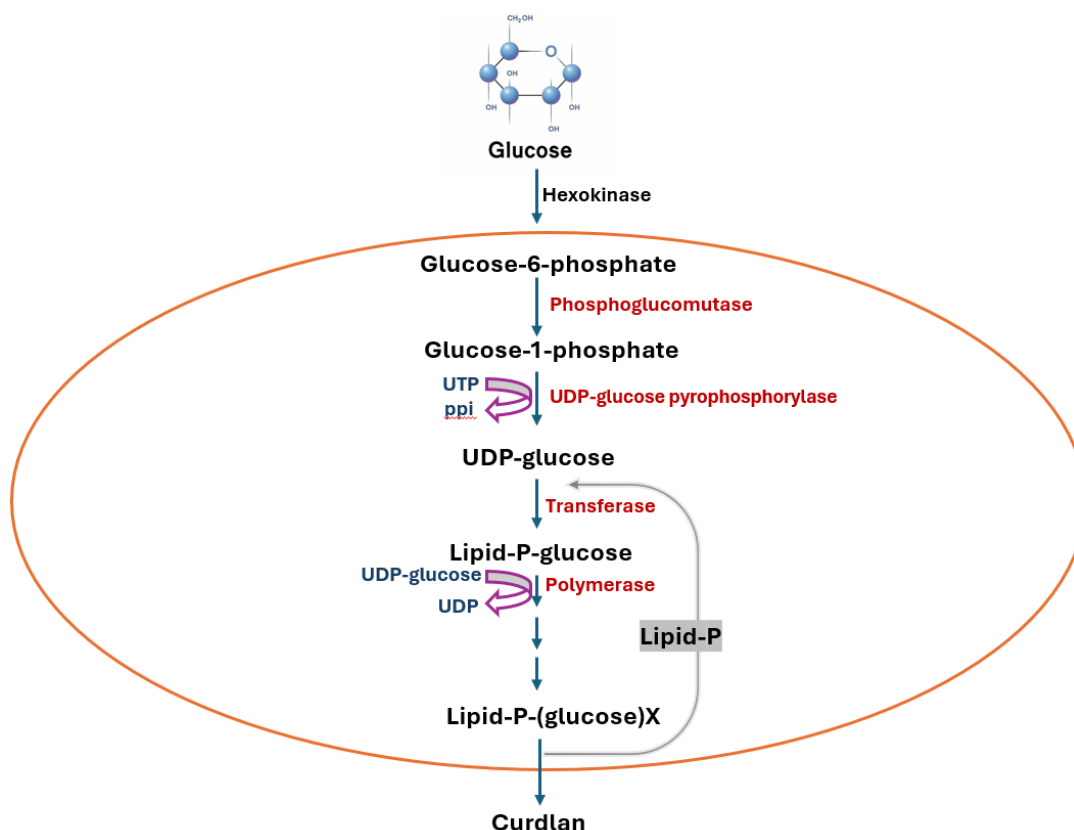 CH2OH
O
OH
OH
OH
OH
Glucose
Hexokinase
Glucose-6-phosphate
Phosphoglucomutase
Glucose-1-phosphate
UTP
UDP-glucose pyrophosphorylase
ppi
UDP-glucose
Transferase
Lipid-P-glucose
UDP-glucose
Polymerase
UDP
Lipid-P
Lipid-P-(glucose)X
Curdlan